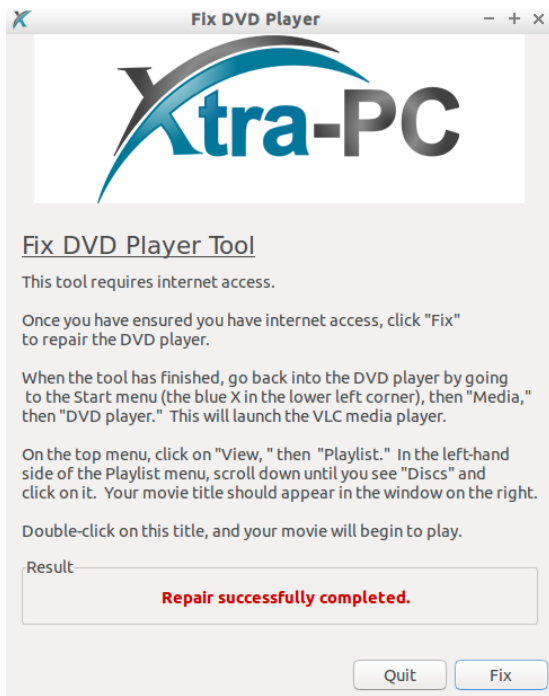 Fix DVD Player
Xtra-PC
Fix DVD Player Tool
This tool requires internet access.
Once you have ensured you have internet access, click "Fix"
to repair the DVD player.
When the tool has finished, go back into the DVD player by going
to the Start menu (the blue X in the lower left corner), then "Media,"
then "DVD player." This will launch the VLC media player.
On the top menu, click on "View, " then "Playlist." In the left-hand
side of the Playlist menu, scroll down until you see "Discs" and
click on it. Your movie title should appear in the window on the right.
Double-click on this title, and your movie will begin to play.
Result
Repair successfully completed.
Quit
Fix